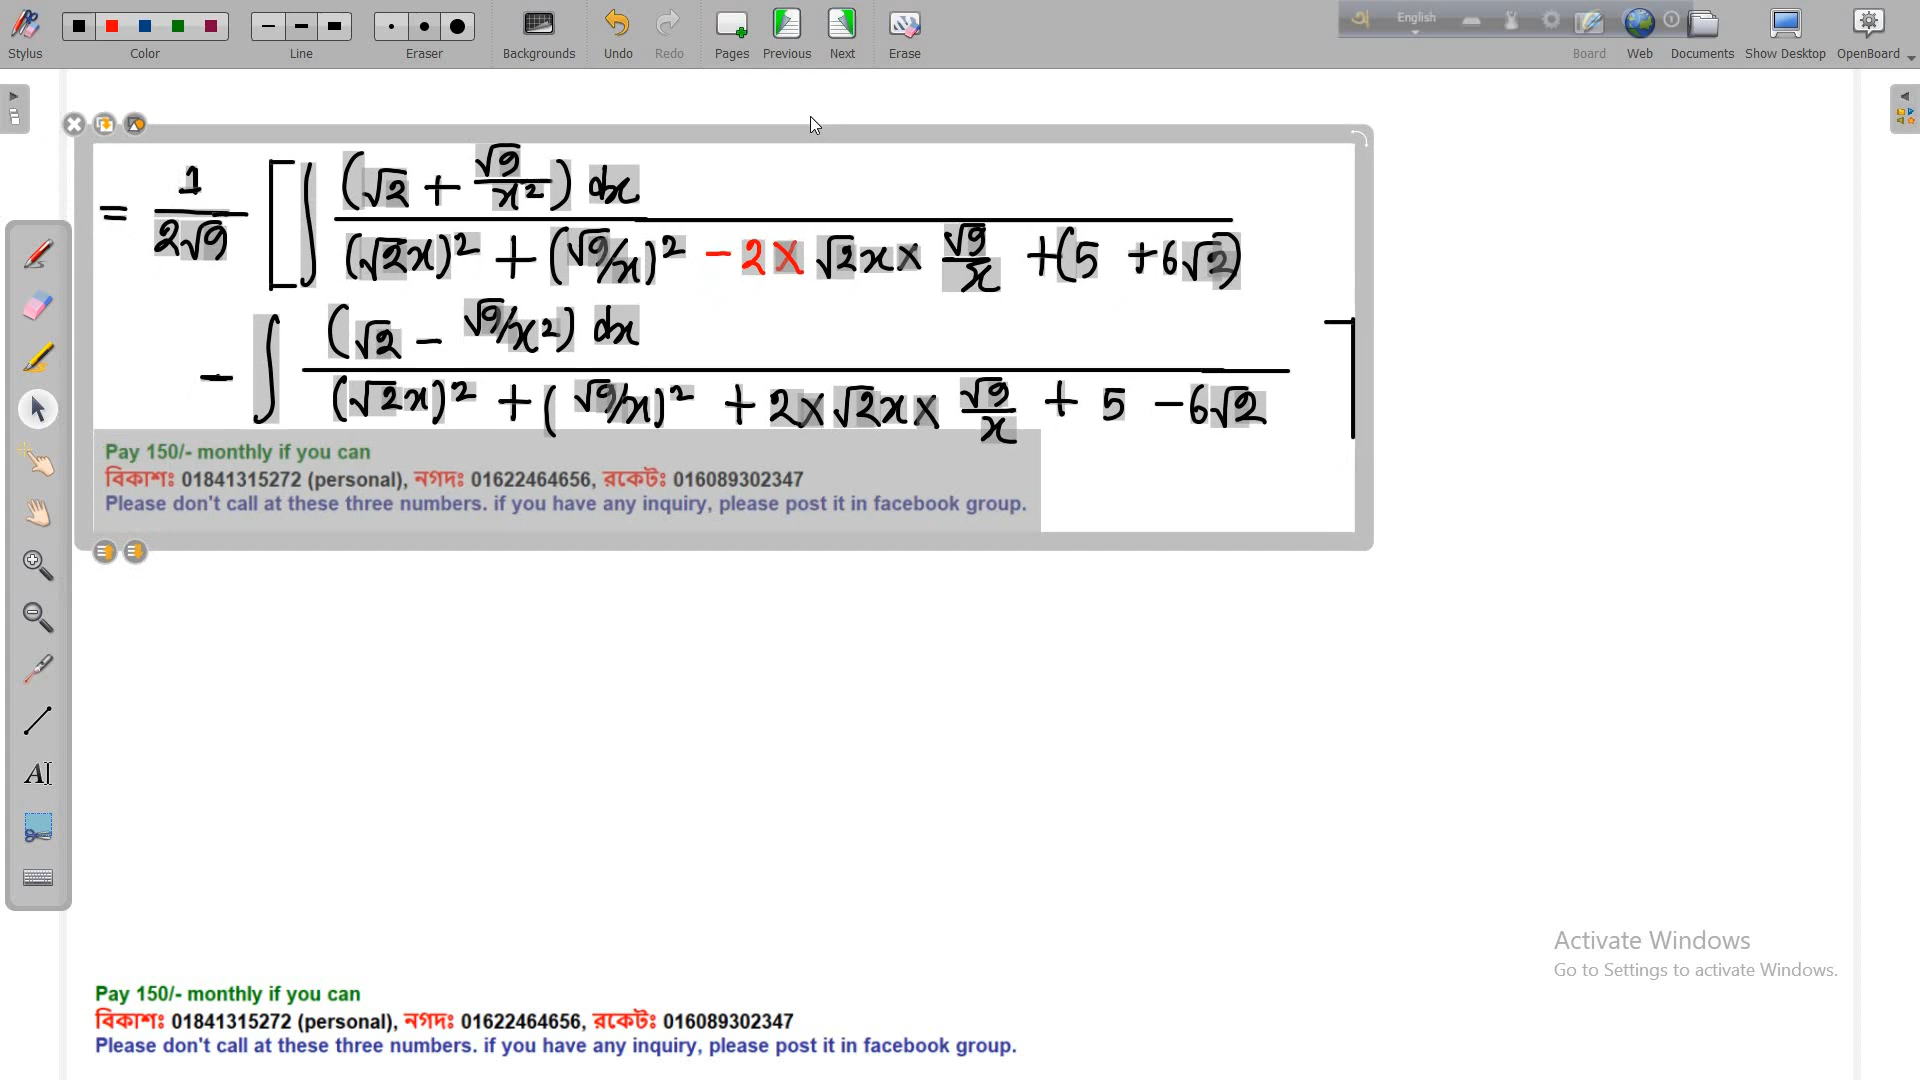 Stylus Color Line Eraser Backgrounds Undo Redo Pages Previous Next Erase English Board Web Documents Show Desktop OpenBoard
= 1/2√9 [∫ (√2 + √9/x²) dx
(√2x)² + (√9/x)² - 2 × √2x × √9/x + (5 + 6√2)
- ∫ (√2 - √9/x²) dx
(√2x)² + (√9/x)² + 2 × √2x × √9/x + 5 - 6√2 ]
Pay 150/- monthly if you can
বিকাশঃ 01841315272 (personal), নগদঃ 01622464656, রকেটঃ 016089302347
Please don't call at these three numbers. if you have any inquiry, please post it in facebook group.
Activate Windows
Go to Settings to activate Windows.
Pay 150/- monthly if you can
বিকাশঃ 01841315272 (personal), নগদঃ 01622464656, রকেটঃ 016089302347
Please don't call at these three numbers. if you have any inquiry, please post it in facebook group.